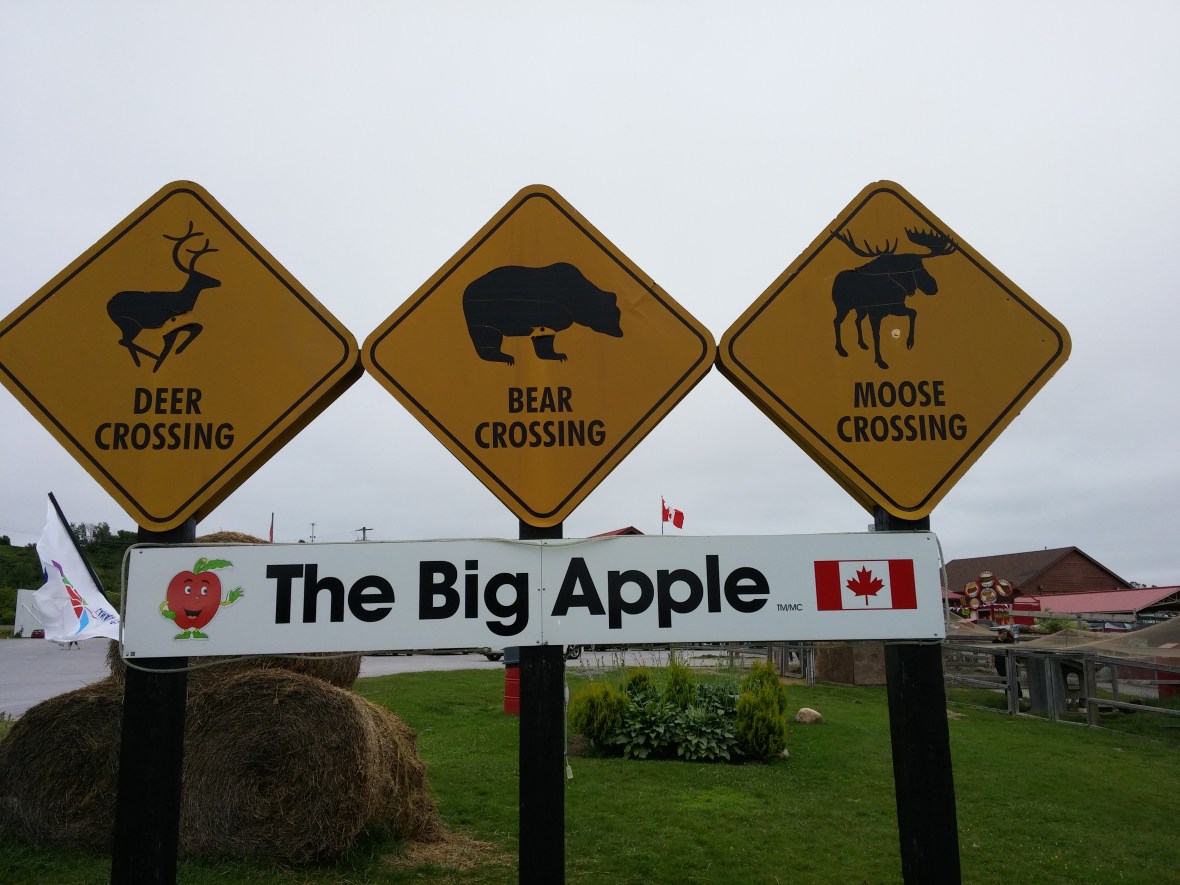 DEER
CROSSING
BEAR
CROSSING
MOOSE
CROSSING
The Big Apple TM/MC